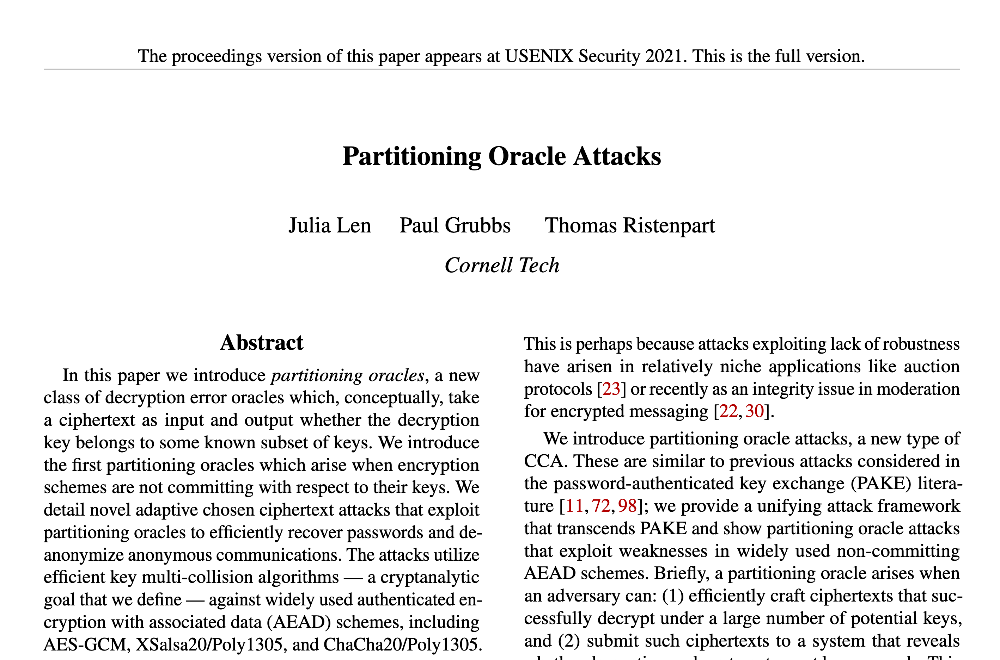 The proceedings version of this paper appears at USENIX Security 2021. This is the full version.
Partitioning Oracle Attacks
Julia Len Paul Grubbs Thomas Ristenpart
Cornell Tech
Abstract
In this paper we introduce partitioning oracles, a new
class of decryption error oracles which, conceptually, take
a ciphertext as input and output whether the decryption
key belongs to some known subset of keys. We introduce
the first partitioning oracles which arise when encryption
schemes are not committing with respect to their keys. We
detail novel adaptive chosen ciphertext attacks that exploit
partitioning oracles to efficiently recover passwords and de-
anonymize anonymous communications. The attacks utilize
efficient key multi-collision algorithms — a cryptanalytic
goal that we define — against widely used authenticated en-
cryption with associated data (AEAD) schemes, including
AES-GCM, XSalsa20/Poly1305, and ChaCha20/Poly1305.
This is perhaps because attacks exploiting lack of robustness
have arisen in relatively niche applications like auction
protocols [23] or recently as an integrity issue in moderation
for encrypted messaging [22, 30].
We introduce partitioning oracle attacks, a new type of
CCA. These are similar to previous attacks considered in
the password-authenticated key exchange (PAKE) litera-
ture [11, 72, 98]; we provide a unifying attack framework
that transcends PAKE and show partitioning oracle attacks
that exploit weaknesses in widely used non-committing
AEAD schemes. Briefly, a partitioning oracle arises when
an adversary can: (1) efficiently craft ciphertexts that suc-
cessfully decrypt under a large number of potential keys,
and (2) submit such ciphertexts to a system that reveals